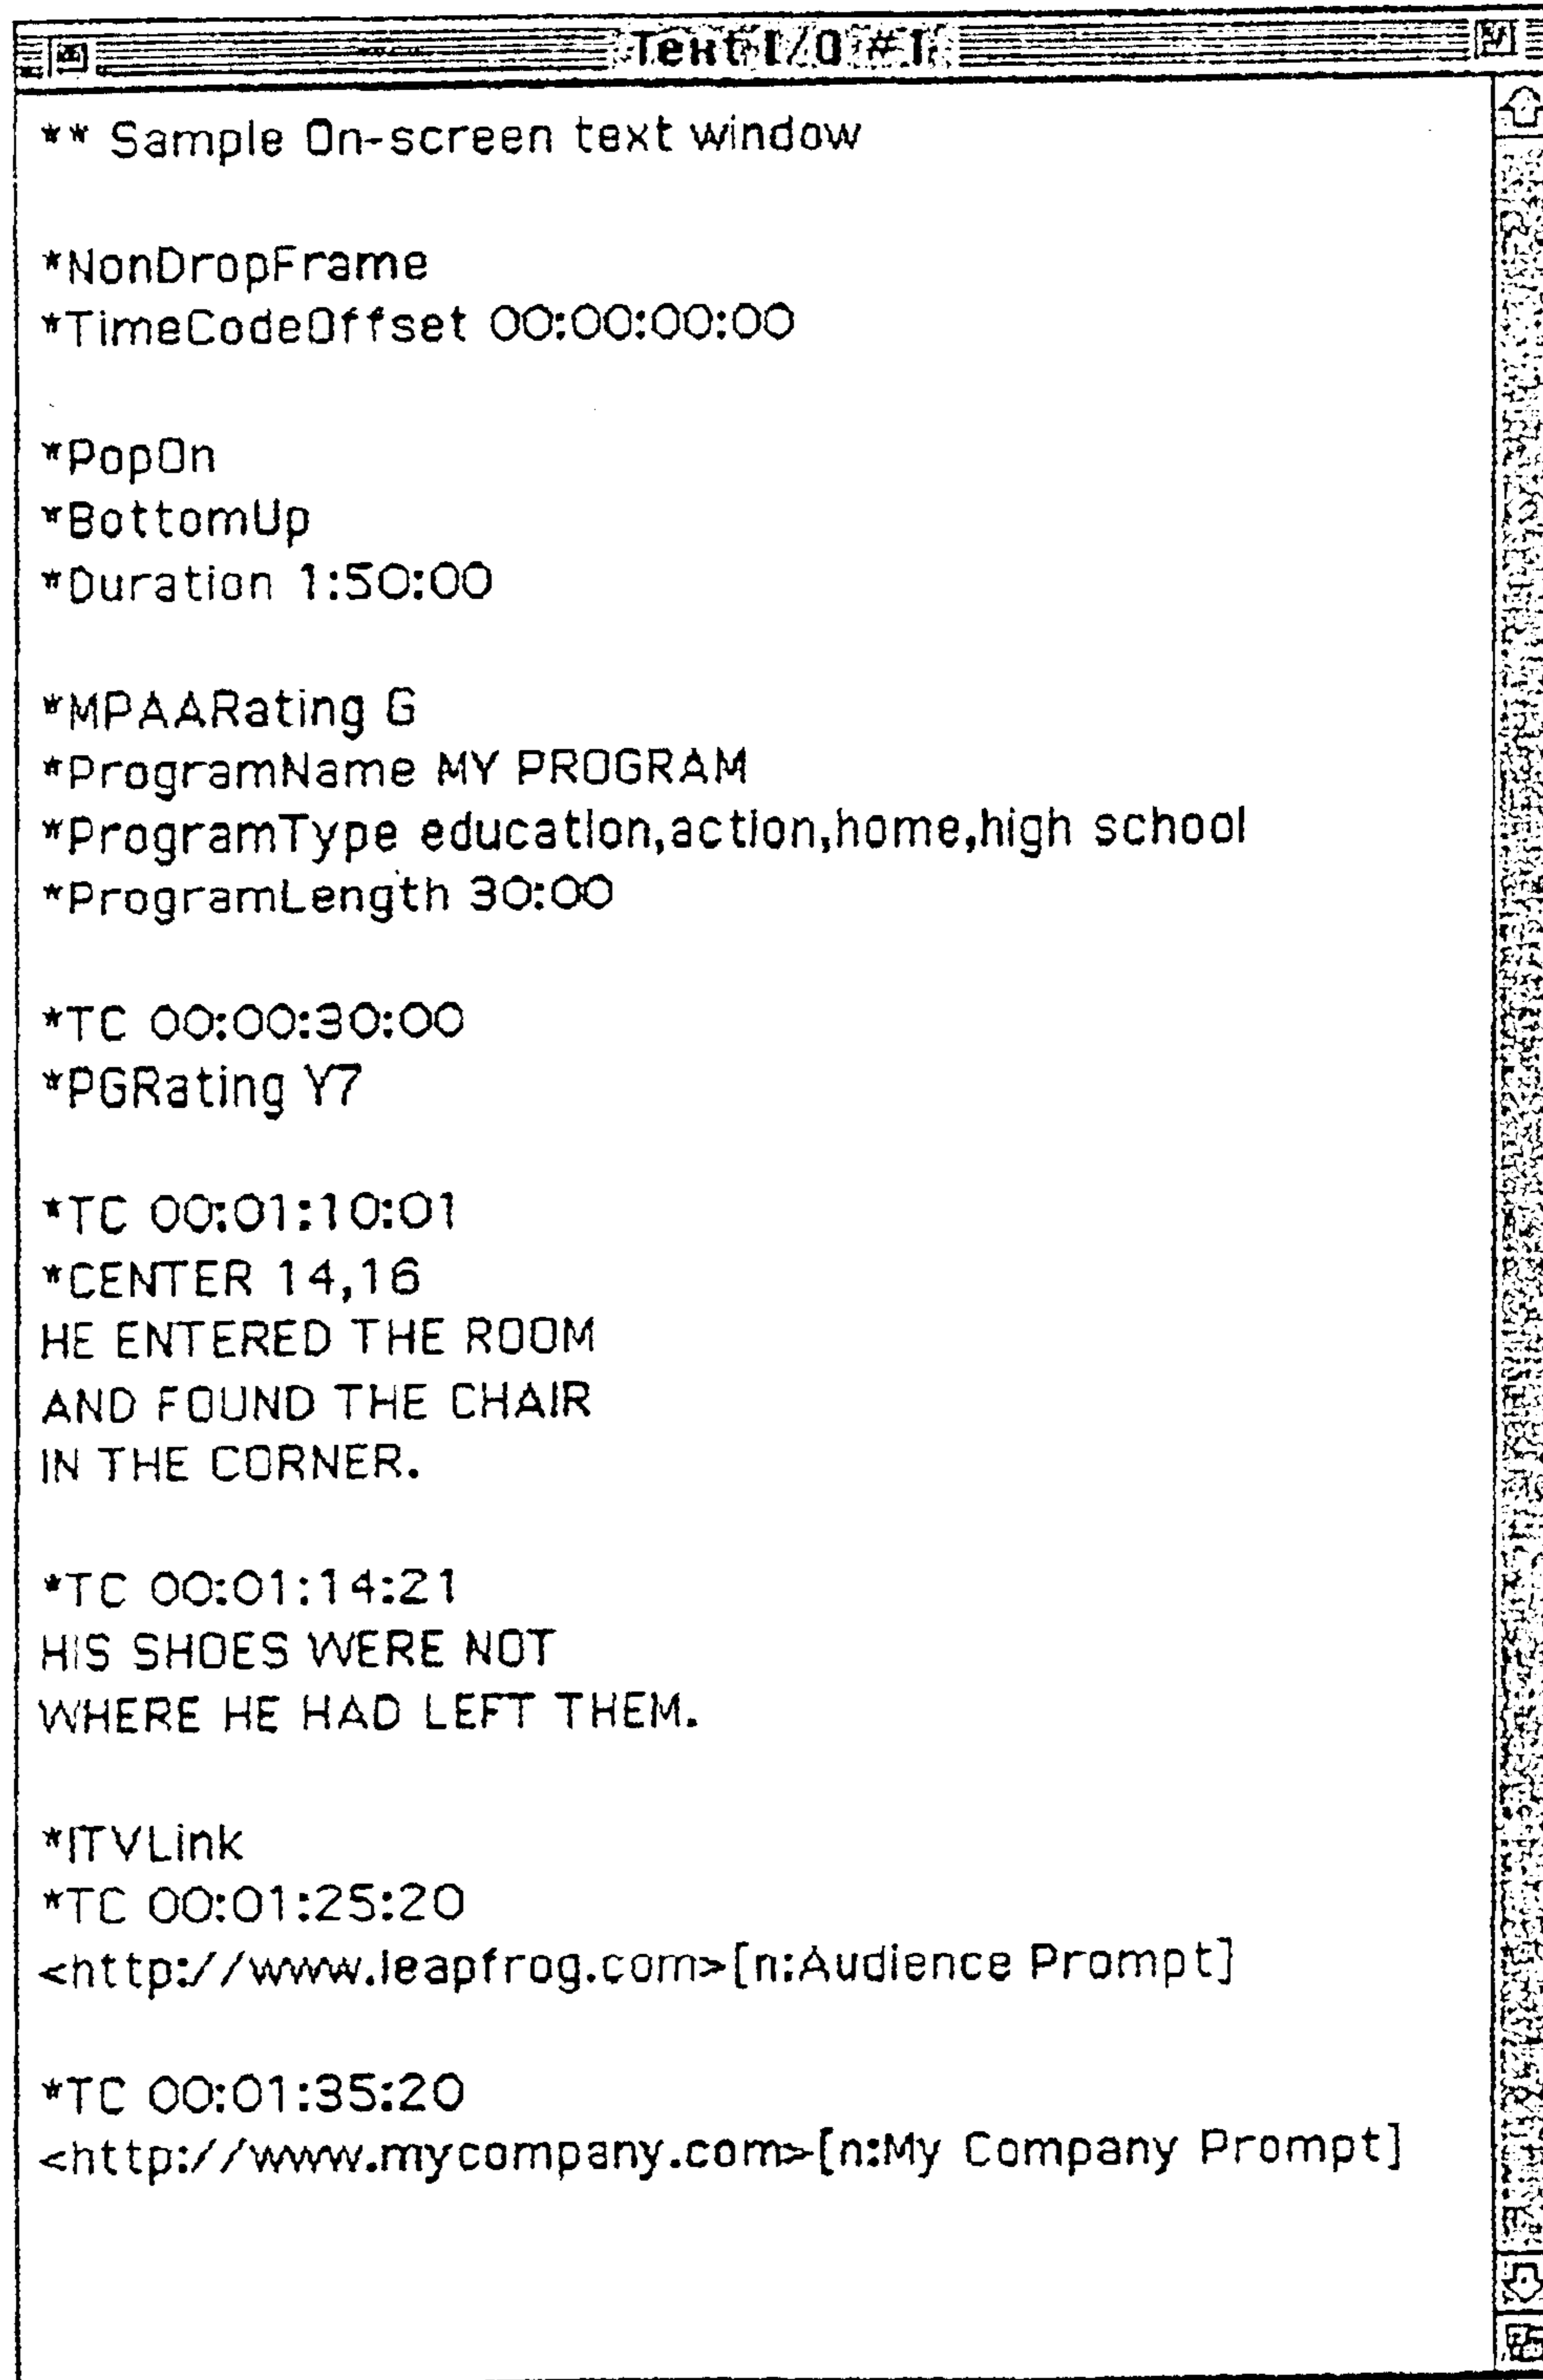 Text I/O #1
** Sample On-screen text window
*NonDropFrame
*TimeCodeOffset 00:00:00:00
*PopOn
*BottomUp
*Duration 1:50:00
*MPAARating G
*ProgramName MY PROGRAM
*ProgramType education,action,home,high school
*ProgramLength 30:00
*TC 00:00:30:00
*PGRating Y7
*TC 00:01:10:01
*CENTER 14,16
HE ENTERED THE ROOM
AND FOUND THE CHAIR
IN THE CORNER.
*TC 00:01:14:21
HIS SHOES WERE NOT
WHERE HE HAD LEFT THEM.
*ITVLink
*TC 00:01:25:20
<http://www.leapfrog.com>[n:Audience Prompt]
*TC 00:01:35:20
<http://www.mycompany.com>[n:My Company Prompt]